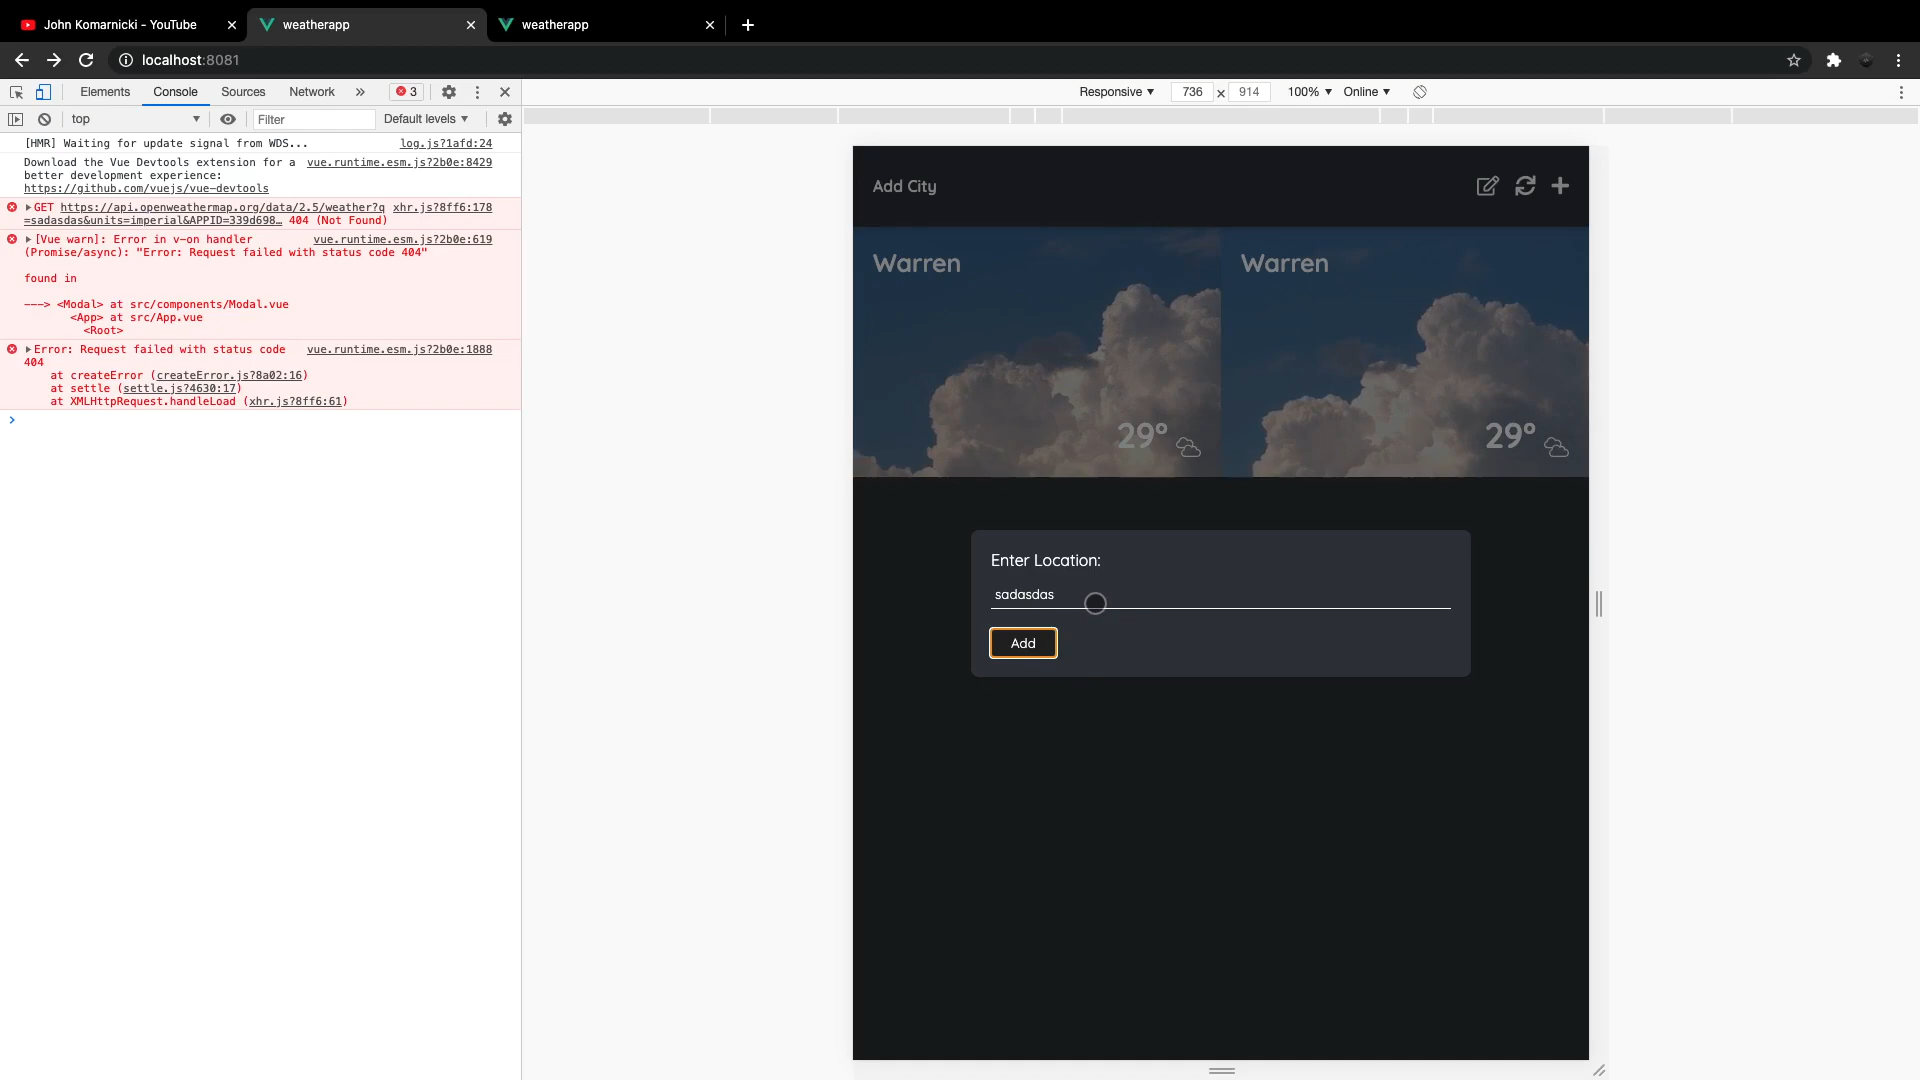 John Komarnicki - YouTube
weatherapp
weatherapp
localhost:8081
Elements Console Sources Network » 3
Responsive ▼ 736 x 914 100% ▼ Online ▼
top ▼ Filter Default levels ▼
[HMR] Waiting for update signal from WDS... log.js?1afd:24
Download the Vue Devtools extension for a vue.runtime.esm.js?2b0e:8429
better development experience:
https://github.com/vuejs/vue-devtools
▶GET https://api.openweathermap.org/data/2.5/weather?q xhr.js?8ff6:178
=sadasdas&units=imperial&APPID=339d698… 404 (Not Found)
▶[Vue warn]: Error in v-on handler vue.runtime.esm.js?2b0e:619
(Promise/async): "Error: Request failed with status code 404"
found in
---> <Modal> at src/components/Modal.vue
<App> at src/App.vue
<Root>
▶Error: Request failed with status code vue.runtime.esm.js?2b0e:1888
404
at createError (createError.js?8a02:16)
at settle (settle.js?4630:17)
at XMLHttpRequest.handleLoad (xhr.js?8ff6:61)
Add City
Warren
29°
Warren
29°
Enter Location:
sadasdas
Add